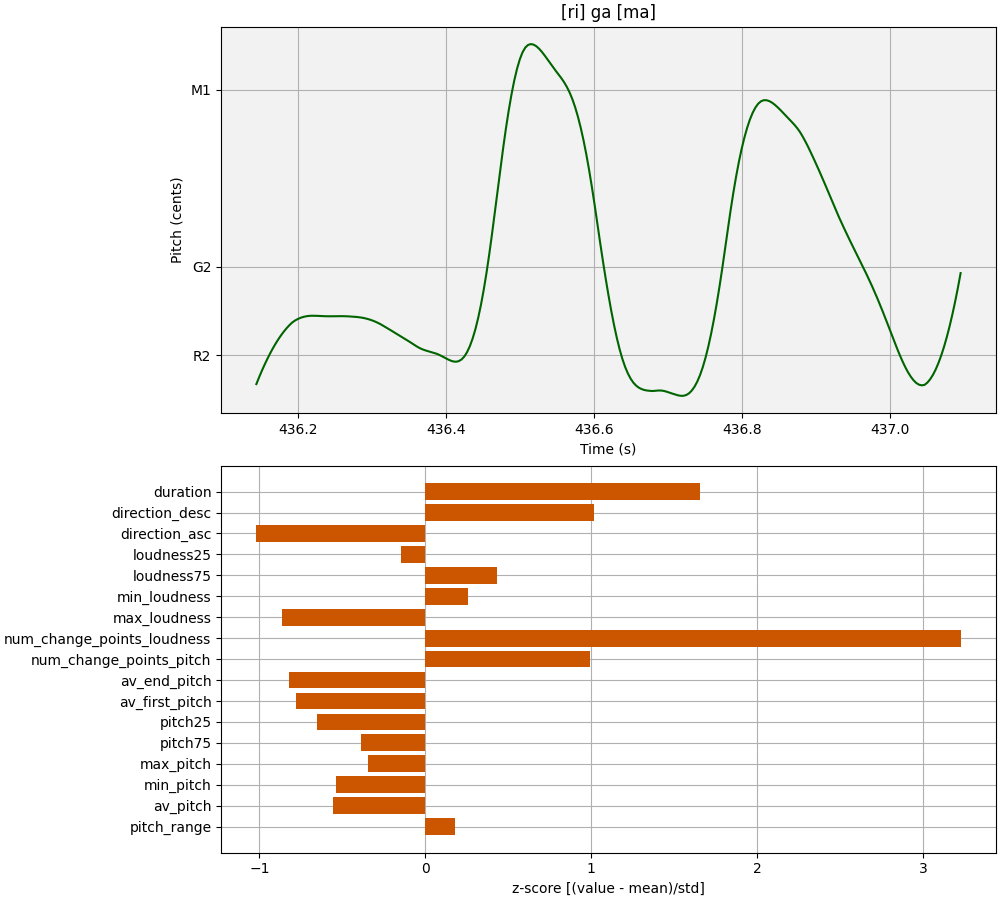 [ri] ga [ma]
M1
G2
R2
Pitch (cents)
436.2 436.4 436.6 436.8 437.0
Time (s)
duration
direction_desc
direction_asc
loudness25
loudness75
min_loudness
max_loudness
num_change_points_loudness
num_change_points_pitch
av_end_pitch
av_first_pitch
pitch25
pitch75
max_pitch
min_pitch
av_pitch
pitch_range
−1 0 1 2 3
z-score [(value - mean)/std]